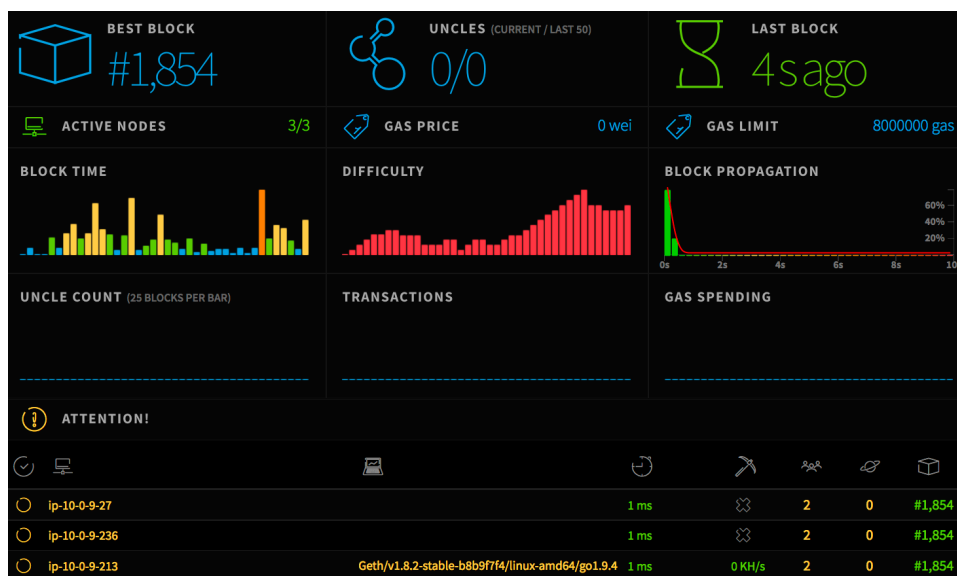 BEST BLOCK
#1,854
UNCLES (CURRENT / LAST 50)
0/0
LAST BLOCK
4 s ago
ACTIVE NODES 3/3
GAS PRICE 0 wei
GAS LIMIT 8000000 gas
BLOCK TIME
DIFFICULTY
BLOCK PROPAGATION
60%
40%
20%
0s 2s 4s 6s 8s 10
UNCLE COUNT (25 BLOCKS PER BAR)
TRANSACTIONS
GAS SPENDING
ATTENTION!
ip-10-0-9-27 1 ms 2 0 #1,854
ip-10-0-9-236 1 ms 2 0 #1,854
ip-10-0-9-213 Geth/v1.8.2-stable-b8b9f7f4/linux-amd64/go1.9.4 1 ms 0 KH/s 2 0 #1,854